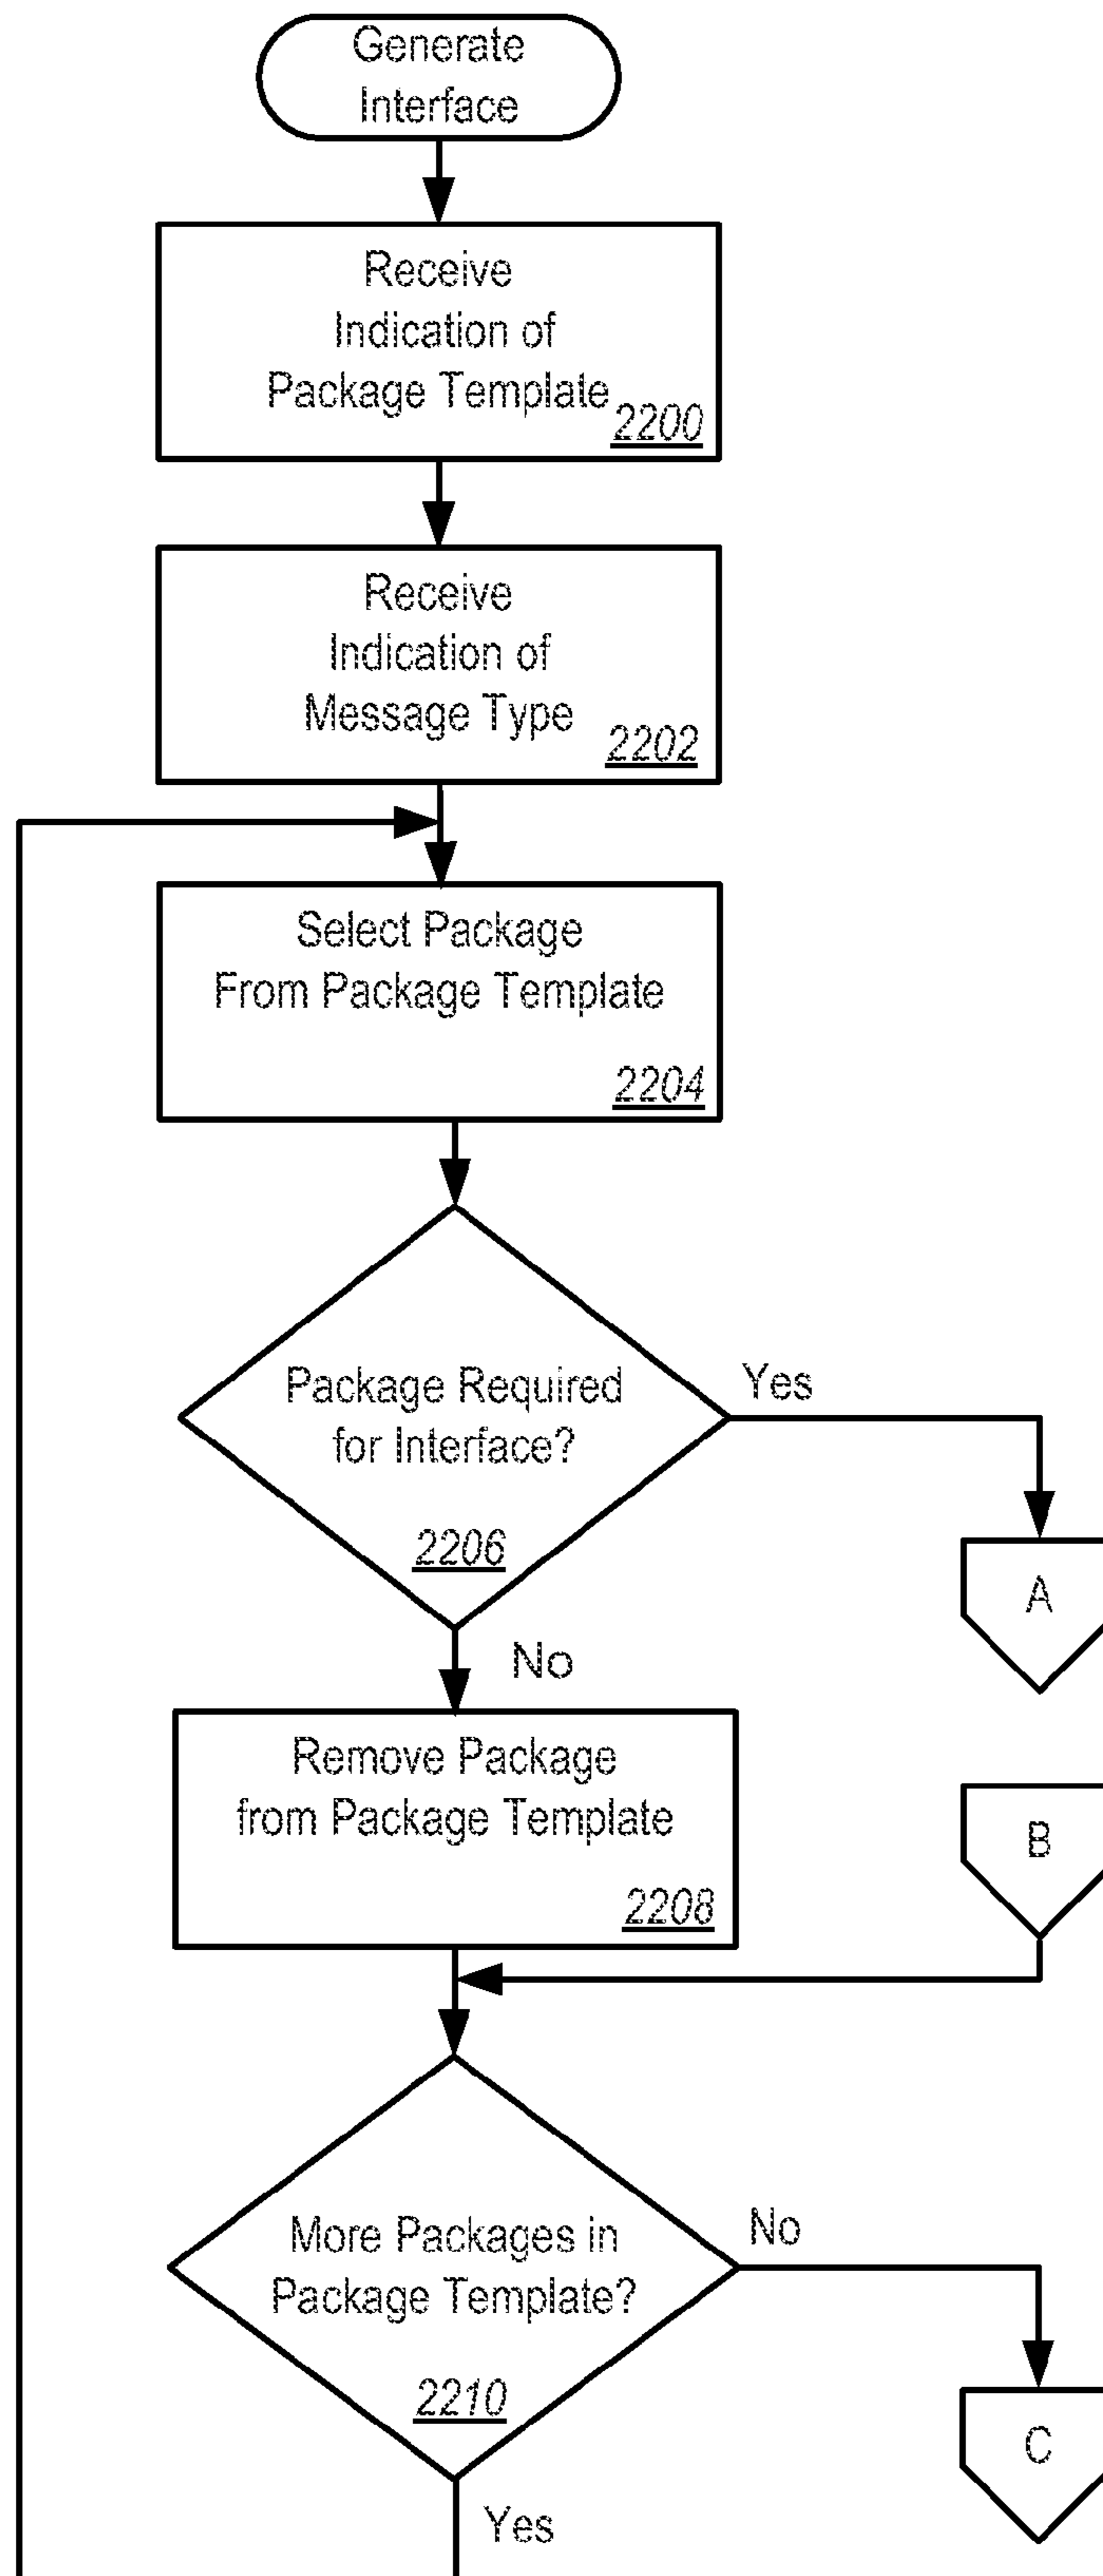 Generate
Interface
Receive
Indication of
Package Template
2200
Receive
Indication of
Message Type
2202
Select Package
From Package Template
2204
Package Required
for Interface?
2206
Yes
A
No
Remove Package
from Package Template
2208
B
More Packages in
Package Template?
2210
No
C
Yes